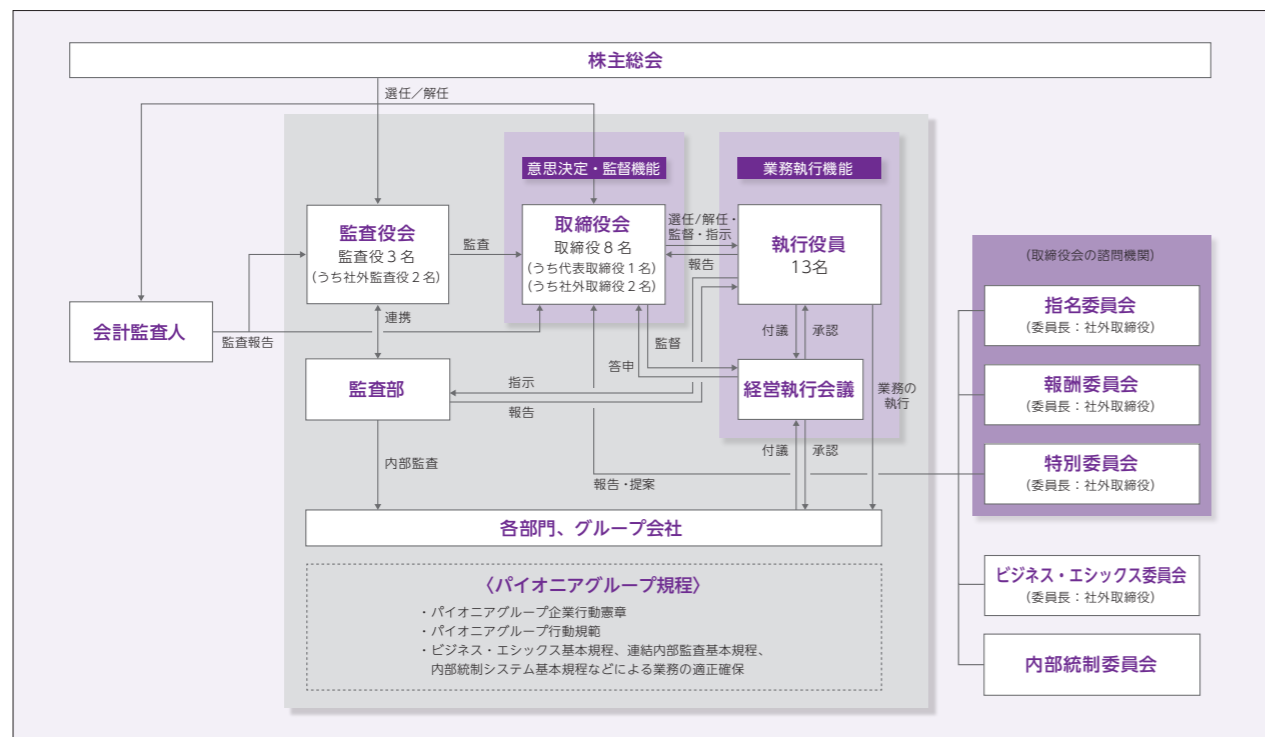 株主総会
選任／解任
意思決定・監督機能
業務執行機能
監査役会
監査役３名
(うち社外監査役２名)
監査
取締役会
取締役８名
(うち代表取締役１名)
(うち社外取締役２名)
選任/解任・
監督・指示
報告
執行役員
13名
(取締役会の諮問機関)
指名委員会
(委員長：社外取締役)
会計監査人
監査報告
連携
監督
答申
付議
承認
監査部
指示
報告
経営執行会議
業務の
執行
報酬委員会
(委員長：社外取締役)
内部監査
報告・提案
付議
承認
特別委員会
(委員長：社外取締役)
各部門、グループ会社
〈パイオニアグループ規程〉
・パイオニアグループ企業行動憲章
・パイオニアグループ行動規範
・ビジネス・エシックス基本規程、連結内部監査基本規程、
内部統制システム基本規程などによる業務の適正確保
ビジネス・エシックス委員会
(委員長：社外取締役)
内部統制委員会